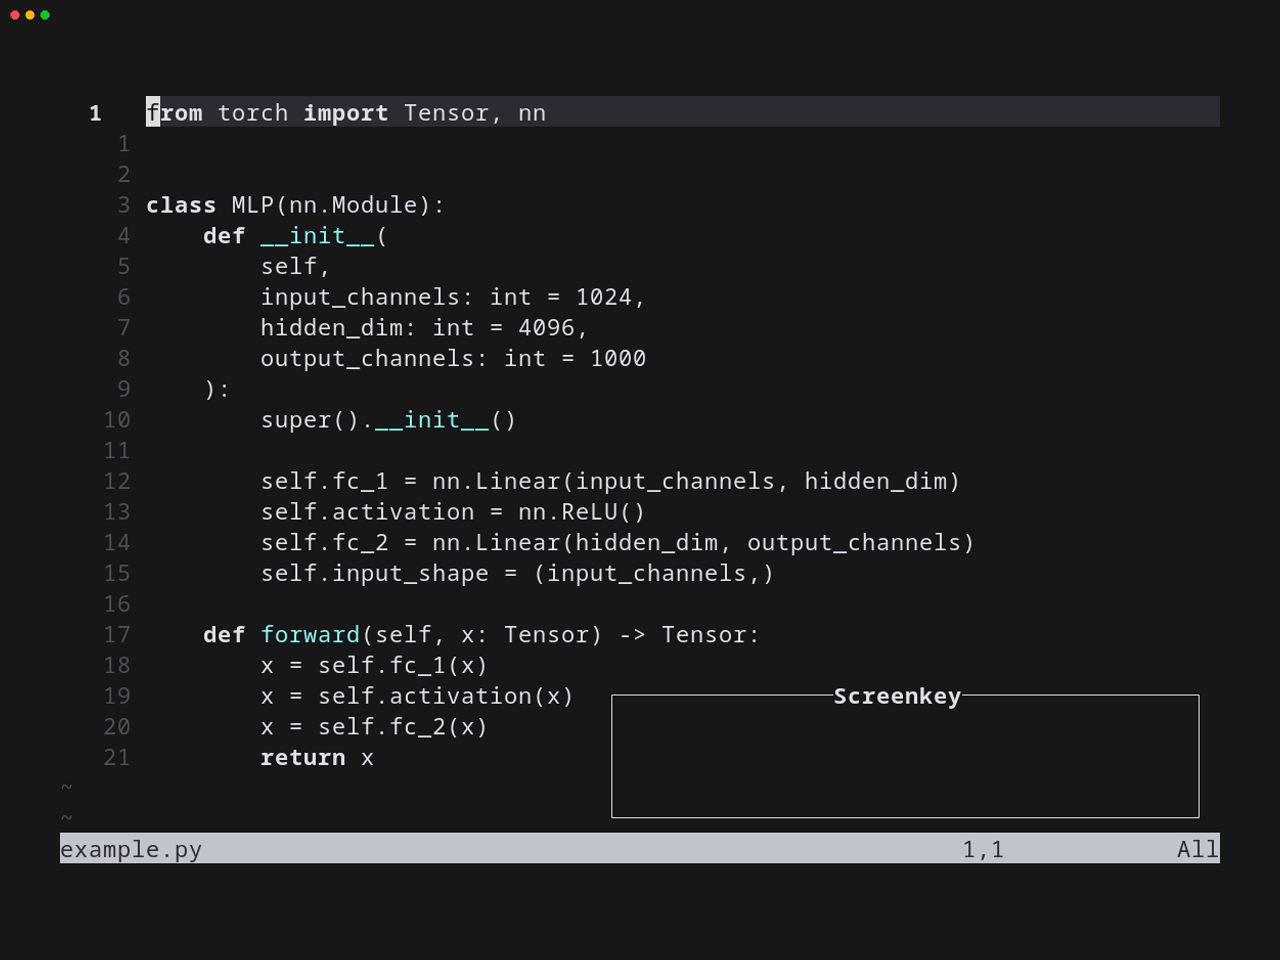 1 from torch import Tensor, nn
1
2
3 class MLP(nn.Module):
4     def __init__(
5         self,
6         input_channels: int = 1024,
7         hidden_dim: int = 4096,
8         output_channels: int = 1000
9     ):
10         super().__init__()
11
12         self.fc_1 = nn.Linear(input_channels, hidden_dim)
13         self.activation = nn.ReLU()
14         self.fc_2 = nn.Linear(hidden_dim, output_channels)
15         self.input_shape = (input_channels,)
16
17     def forward(self, x: Tensor) -> Tensor:
18         x = self.fc_1(x)
19         x = self.activation(x)
Screenkey
20         x = self.fc_2(x)
21         return x
~
~
example.py 1,1 All